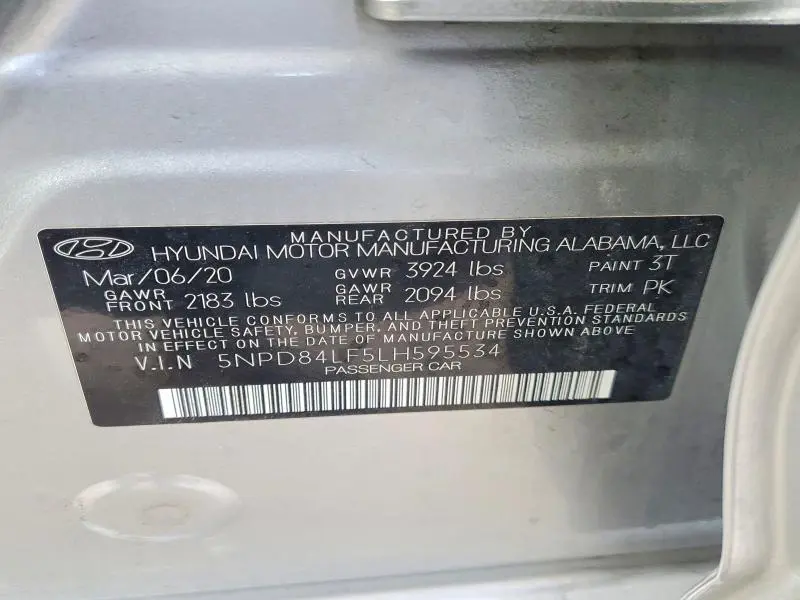 MANUFACTURED BY
HYUNDAI MOTOR MANUFACTURING ALABAMA, LLC
Mar/06/20 GVWR 3924 lbs PAINT 3T
GAWR FRONT 2183 lbs GAWR REAR 2094 lbs TRIM PK
THIS VEHICLE CONFORMS TO ALL APPLICABLE U.S.A. FEDERAL
MOTOR VEHICLE SAFETY, BUMPER, AND THEFT PREVENTION STANDARDS
IN EFFECT ON THE DATE OF MANUFACTURE SHOWN ABOVE.
V.I.N 5NPD84LF5LH595534
PASSENGER CAR